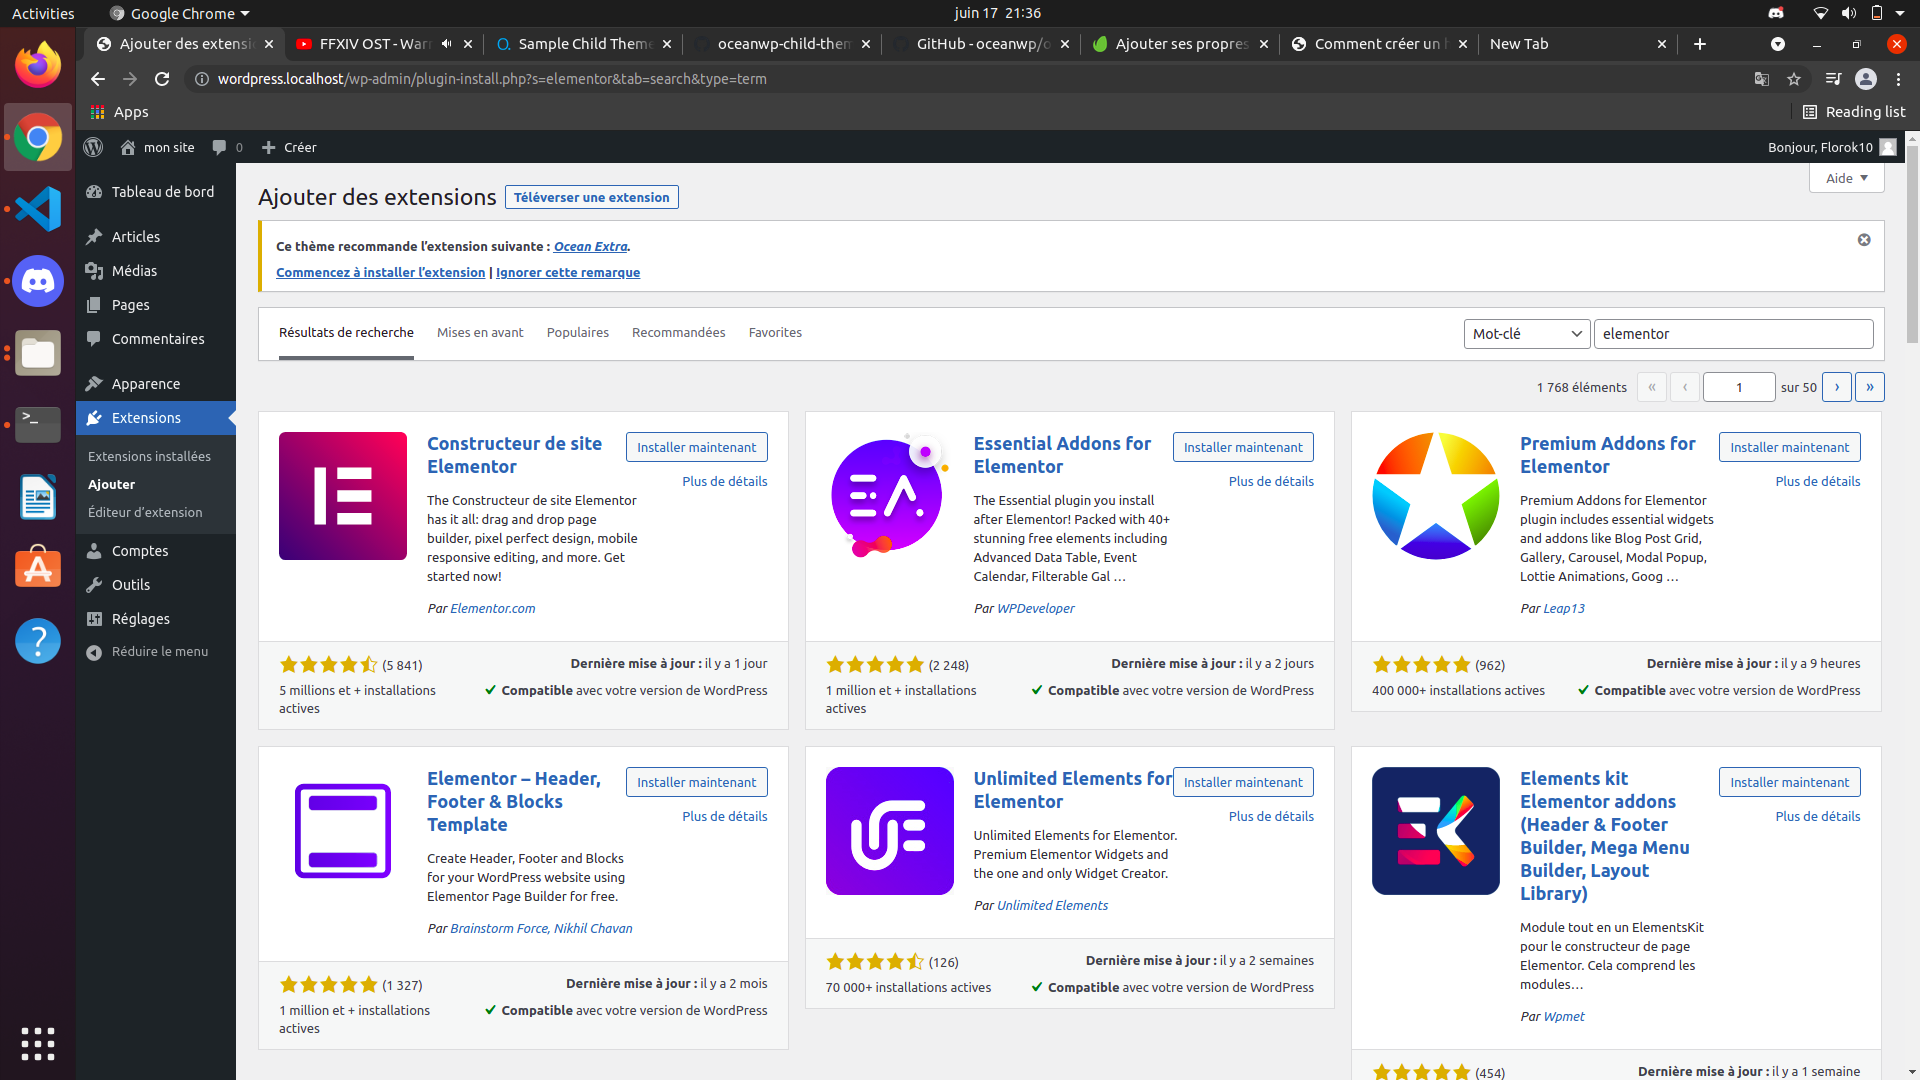 Activities
Google Chrome
juin 17 21:36
Ajouter des extensi
FFXIV OST - War
Sample Child Theme
oceanwp-child-them
GitHub - oceanwp/o
Ajouter ses propres
Comment créer un h
New Tab
wordpress.localhost/wp-admin/plugin-install.php?s=elementor&tab=search&type=term
Apps
Reading list
mon site
0
Créer
Bonjour, Florok10
Tableau de bord
Articles
Médias
Pages
Commentaires
Apparence
Extensions
Extensions installées
Ajouter
Éditeur d’extension
Comptes
Outils
Réglages
Réduire le menu
Aide
Ajouter des extensions
Téléverser une extension
Ce thème recommande l’extension suivante : Ocean Extra.
Commencez à installer l’extension | Ignorer cette remarque
Résultats de recherche
Mises en avant
Populaires
Recommandées
Favorites
Mot-clé
elementor
1 768 éléments
«
‹
1
sur 50
›
»
Constructeur de site
Elementor
Installer maintenant
Plus de détails
The Constructeur de site Elementor
has it all: drag and drop page
builder, pixel perfect design, mobile
responsive editing, and more. Get
started now!
Par Elementor.com
(5 841)
Dernière mise à jour : il y a 1 jour
5 millions et + installations
actives
Compatible avec votre version de WordPress
Essential Addons for
Elementor
Installer maintenant
Plus de détails
The Essential plugin you install
after Elementor! Packed with 40+
stunning free elements including
Advanced Data Table, Event
Calendar, Filterable Gal …
Par WPDeveloper
(2 248)
Dernière mise à jour : il y a 2 jours
1 million et + installations
actives
Compatible avec votre version de WordPress
Premium Addons for
Elementor
Installer maintenant
Plus de détails
Premium Addons for Elementor
plugin includes essential widgets
and addons like Blog Post Grid,
Gallery, Carousel, Modal Popup,
Lottie Animations, Goog …
Par Leap13
(962)
Dernière mise à jour : il y a 9 heures
400 000+ installations actives
Compatible avec votre version de WordPress
Elementor – Header,
Footer & Blocks
Template
Installer maintenant
Plus de détails
Create Header, Footer and Blocks
for your WordPress website using
Elementor Page Builder for free.
Par Brainstorm Force, Nikhil Chavan
(1 327)
Dernière mise à jour : il y a 2 mois
1 million et + installations
actives
Compatible avec votre version de WordPress
Unlimited Elements for
Elementor
Installer maintenant
Plus de détails
Unlimited Elements for Elementor.
Premium Elementor Widgets and
the one and only Widget Creator.
Par Unlimited Elements
(126)
Dernière mise à jour : il y a 2 semaines
70 000+ installations actives
Compatible avec votre version de WordPress
Elements kit
Elementor addons
(Header & Footer
Builder, Mega Menu
Builder, Layout
Library)
Installer maintenant
Plus de détails
Module tout en un ElementsKit
pour le constructeur de page
Elementor. Cela comprend les
modules…
Par Wpmet
(454)
Dernière mise à jour : il y a 1 semaine